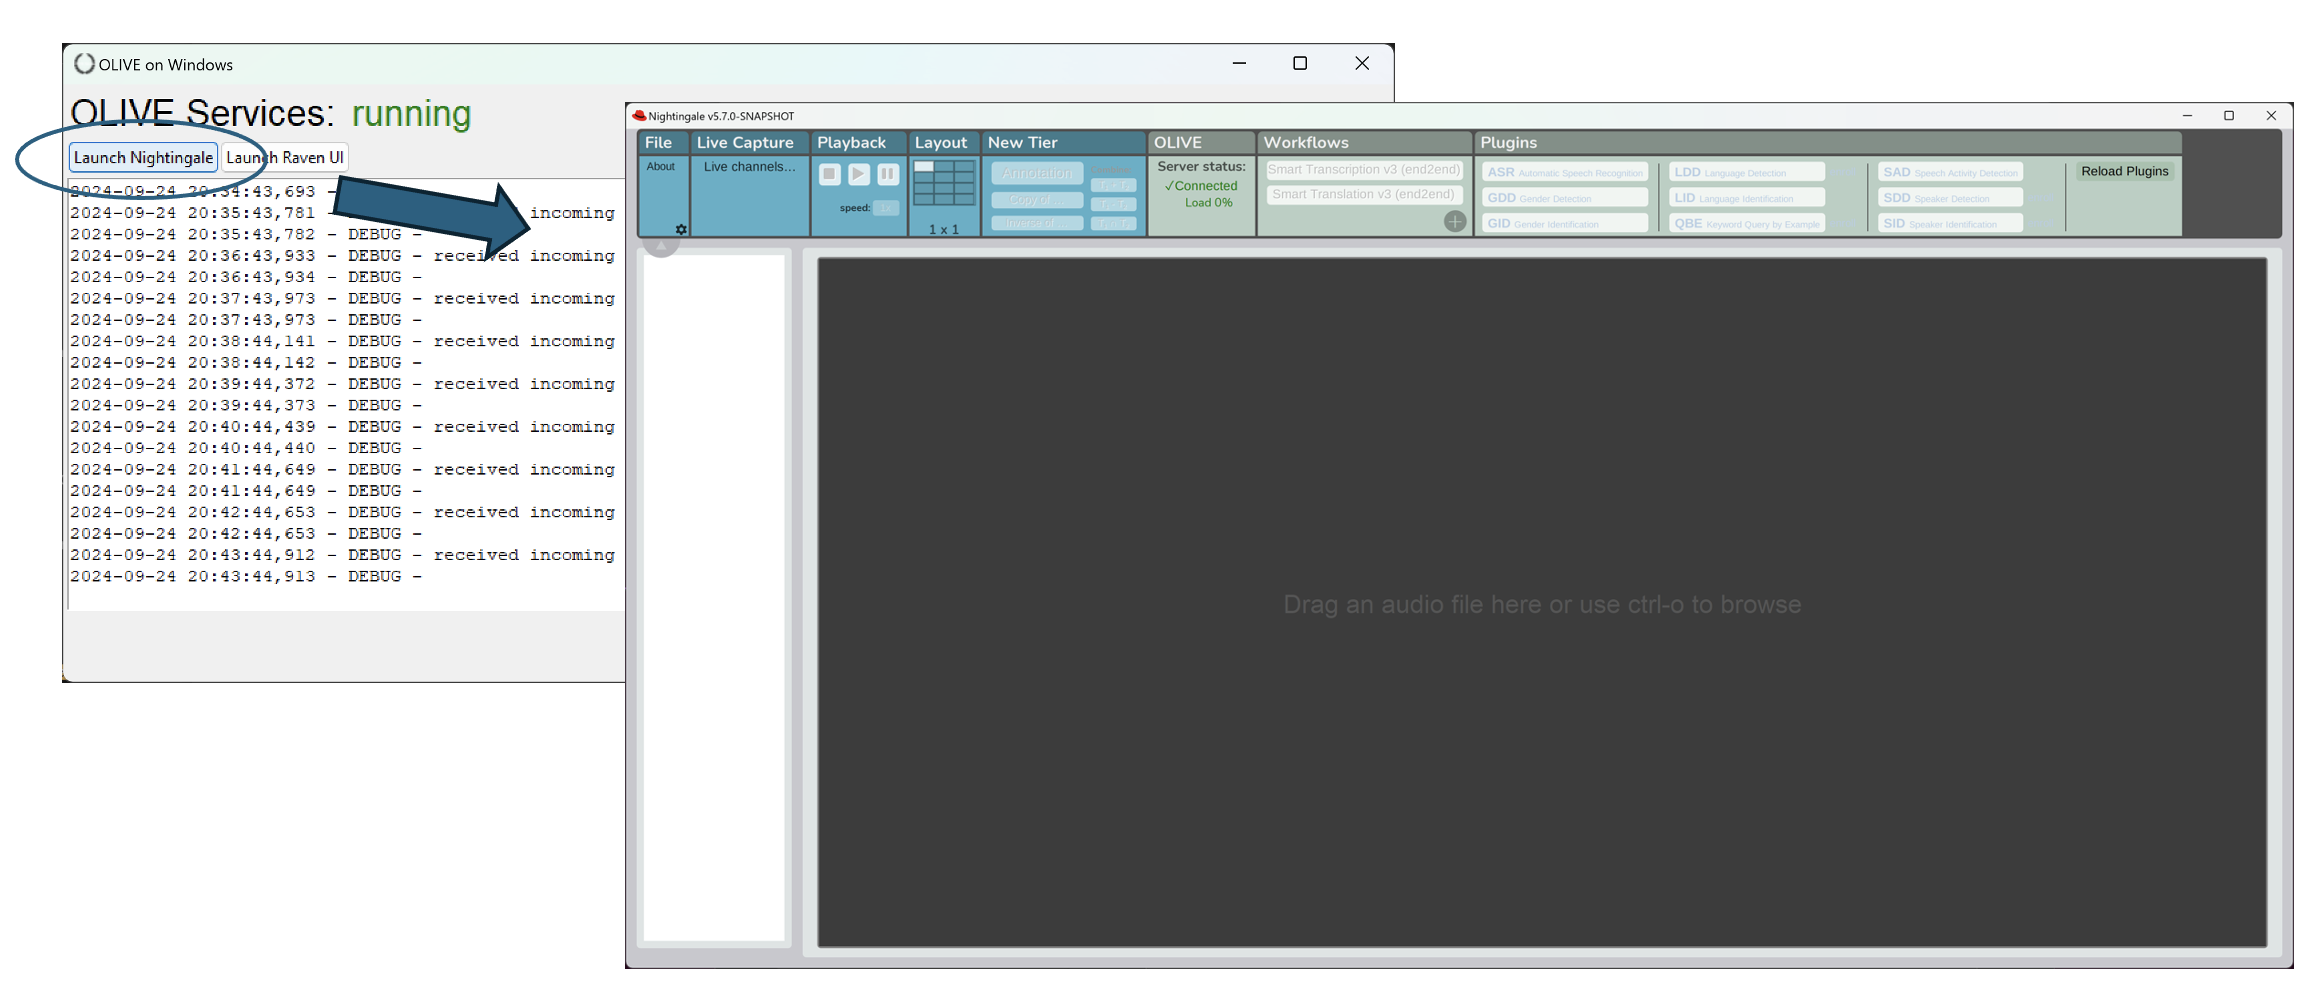 OLIVE on Windows
OLIVE Services: running
Launch Nightingale Launch Raven UI
2024-09-24 20:34:43,693 -
2024-09-24 20:35:43,781 - incoming
2024-09-24 20:35:43,782 - DEBUG -
2024-09-24 20:36:43,933 - DEBUG - received incoming
2024-09-24 20:36:43,934 - DEBUG -
2024-09-24 20:37:43,973 - DEBUG - received incoming
2024-09-24 20:37:43,973 - DEBUG -
2024-09-24 20:38:44,141 - DEBUG - received incoming
2024-09-24 20:38:44,142 - DEBUG -
2024-09-24 20:39:44,372 - DEBUG - received incoming
2024-09-24 20:39:44,373 - DEBUG -
2024-09-24 20:40:44,439 - DEBUG - received incoming
2024-09-24 20:40:44,440 - DEBUG -
2024-09-24 20:41:44,649 - DEBUG - received incoming
2024-09-24 20:41:44,649 - DEBUG -
2024-09-24 20:42:44,653 - DEBUG - received incoming
2024-09-24 20:42:44,653 - DEBUG -
2024-09-24 20:43:44,912 - DEBUG - received incoming
2024-09-24 20:43:44,913 - DEBUG -
Nightingale v5.7.0-SNAPSHOT
File Live Capture Playback Layout New Tier OLIVE Workflows Plugins
About
Live channels...
speed: 1x
1 x 1
Annotation
Copy of...
Inverse of...
Server status:
✓Connected
Load 0%
Smart Transcription v3 (end2end)
Smart Translation v3 (end2end)
ASR Automatic Speech Recognition
GDD Gender Detection
GID Gender Identification
LDD Language Detection
LID Language Identification
QBE Keyword Query by Example
SAD Speech Activity Detection
SDD Speaker Detection
SID Speaker Identification
Reload Plugins
Drag an audio file here or use ctrl-o to browse